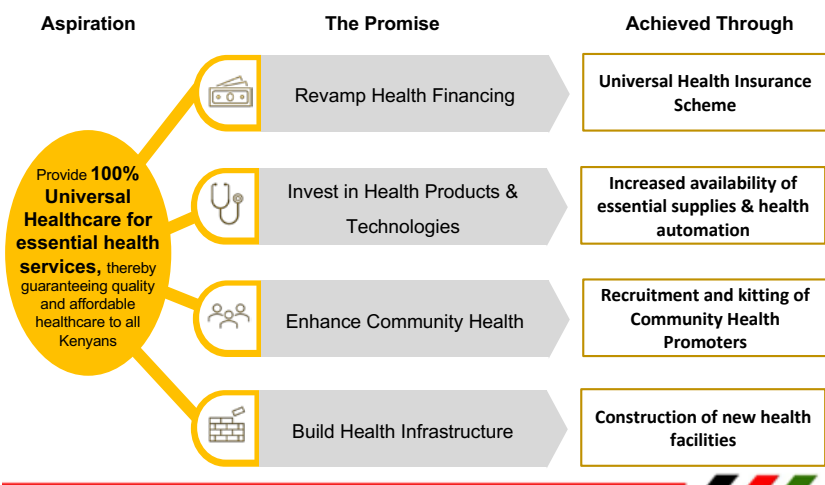 Aspiration
The Promise
Achieved Through
Provide 100%
Universal
Healthcare for
essential health
services, thereby
guaranteeing quality
and affordable
healthcare to all
Kenyans
Revamp Health Financing
Universal Health Insurance
Scheme
Invest in Health Products &
Technologies
Increased availability of
essential supplies & health
automation
Enhance Community Health
Recruitment and kitting of
Community Health
Promoters
Build Health Infrastructure
Construction of new health
facilities